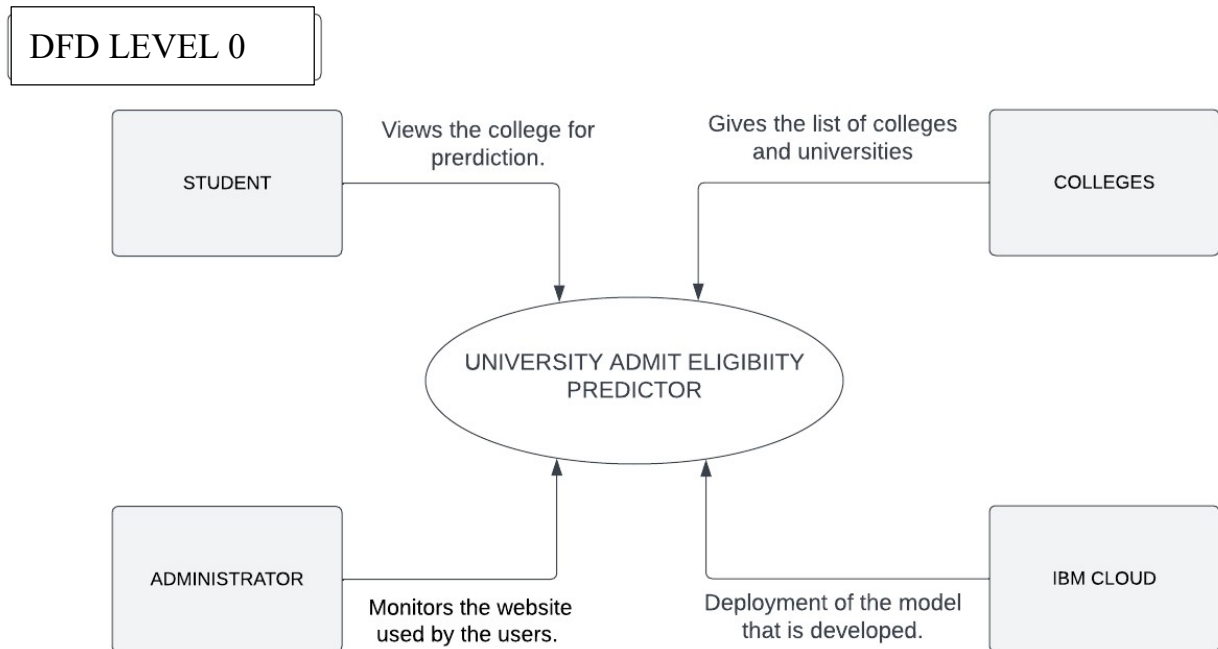 DFD LEVEL 0
Views the college for
prerdiction.
Gives the list of colleges
and universities
STUDENT
COLLEGES
UNIVERSITY ADMIT ELIGIBIITY
PREDICTOR
ADMINISTRATOR
IBM CLOUD
Monitors the website
used by the users.
Deployment of the model
that is developed.